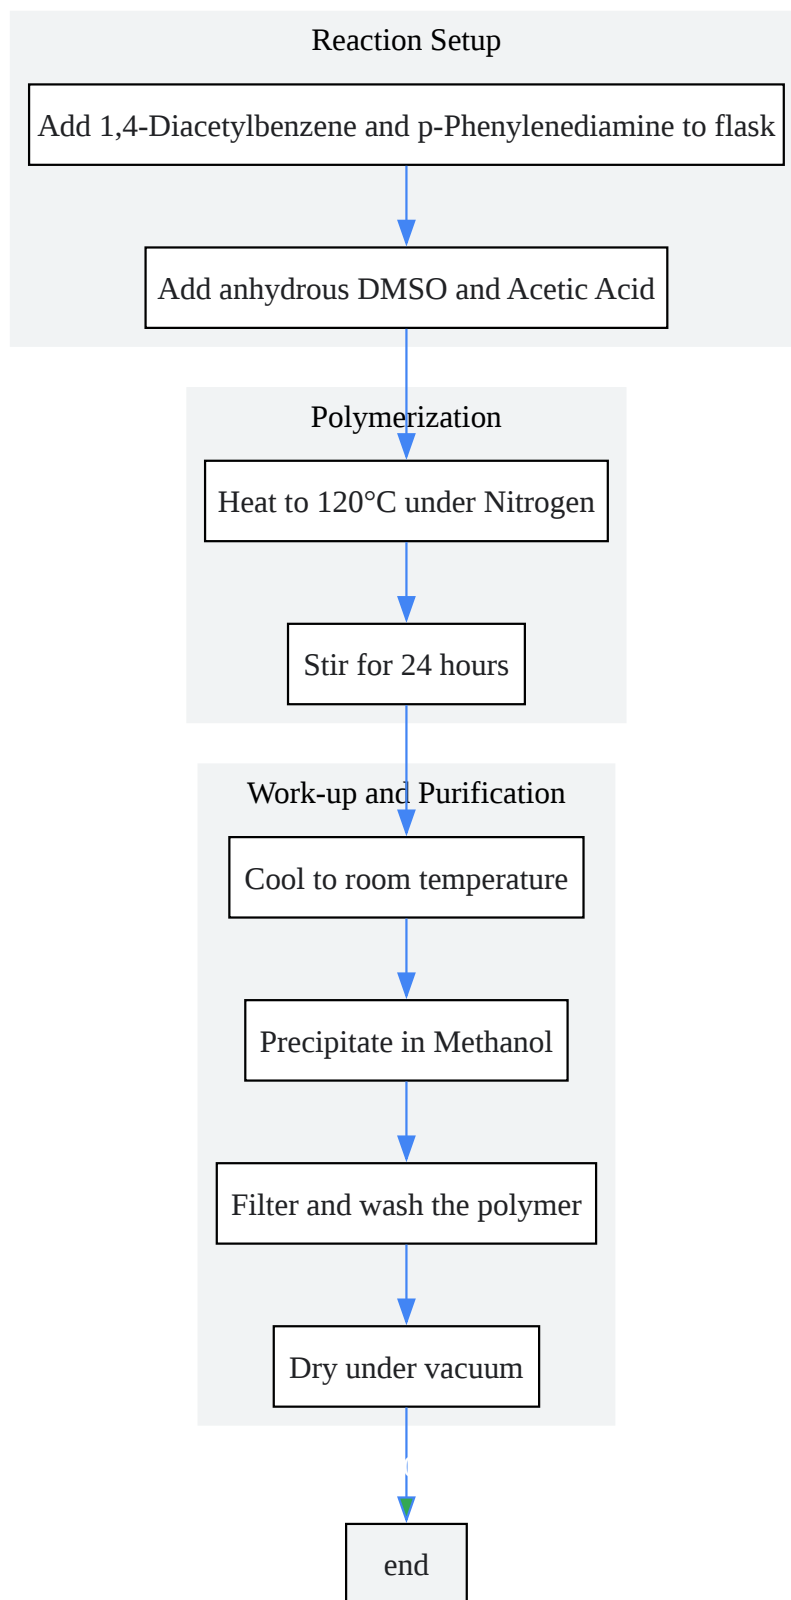 Reaction Setup
Add 1,4-Diacetylbenzene and p-Phenylenediamine to flask
Add anhydrous DMSO and Acetic Acid
Polymerization
Heat to 120°C under Nitrogen
Stir for 24 hours
Work-up and Purification
Cool to room temperature
Precipitate in Methanol
Filter and wash the polymer
Dry under vacuum
end